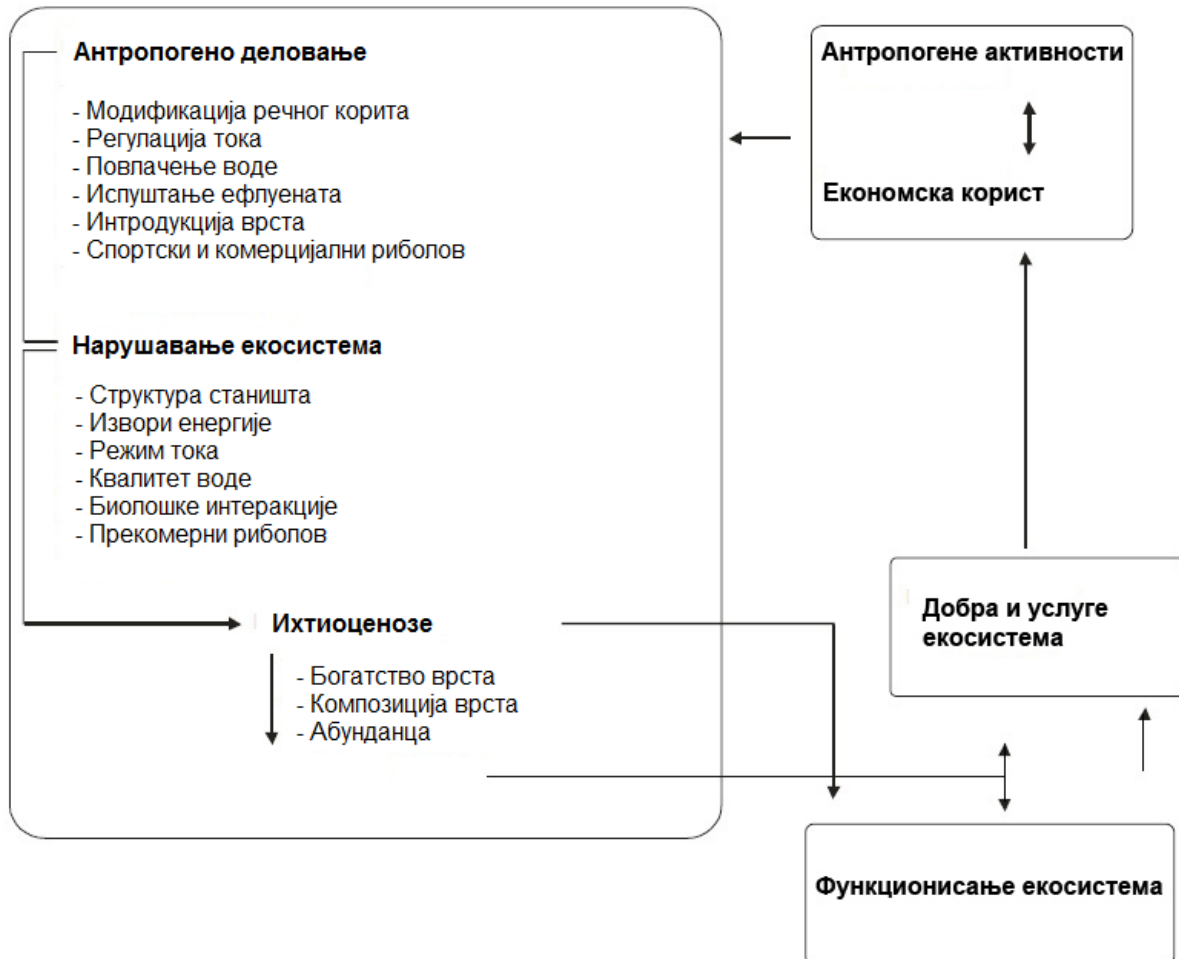 Антропогено деловање
- Модификација речног корита
- Регулација тока
- Повлачење воде
- Испуштање ефлуената
- Интродукција врста
- Спортски и комерцијални риболов
Нарушавање екосистема
- Структура станишта
- Извори енергије
- Режим тока
- Квалитет воде
- Биолошке интеракције
- Прекомерни риболов
Ихтиоценозе
- Богатство врста
- Композиција врста
- Абунданца
Антропогене активности
Економска корист
Добра и услуге
екосистема
Функционисање екосистема